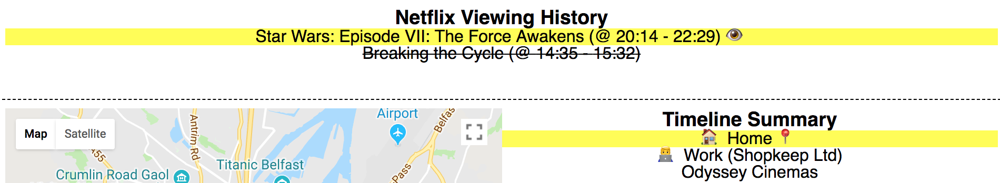 Netflix Viewing History
Star Wars: Episode VII: The Force Awakens (@ 20:14 - 22:29) 👁
Breaking the Cycle (@ 14:35 - 15:32)
Map Satellite
Airport
Belfas
Antrim Rd
A55
Titanic Belfast
Crumlin Road Gaol
Pass
Timeline Summary
🏠 Home 📍
👨‍💻 Work (Shopkeep Ltd)
Odyssey Cinemas